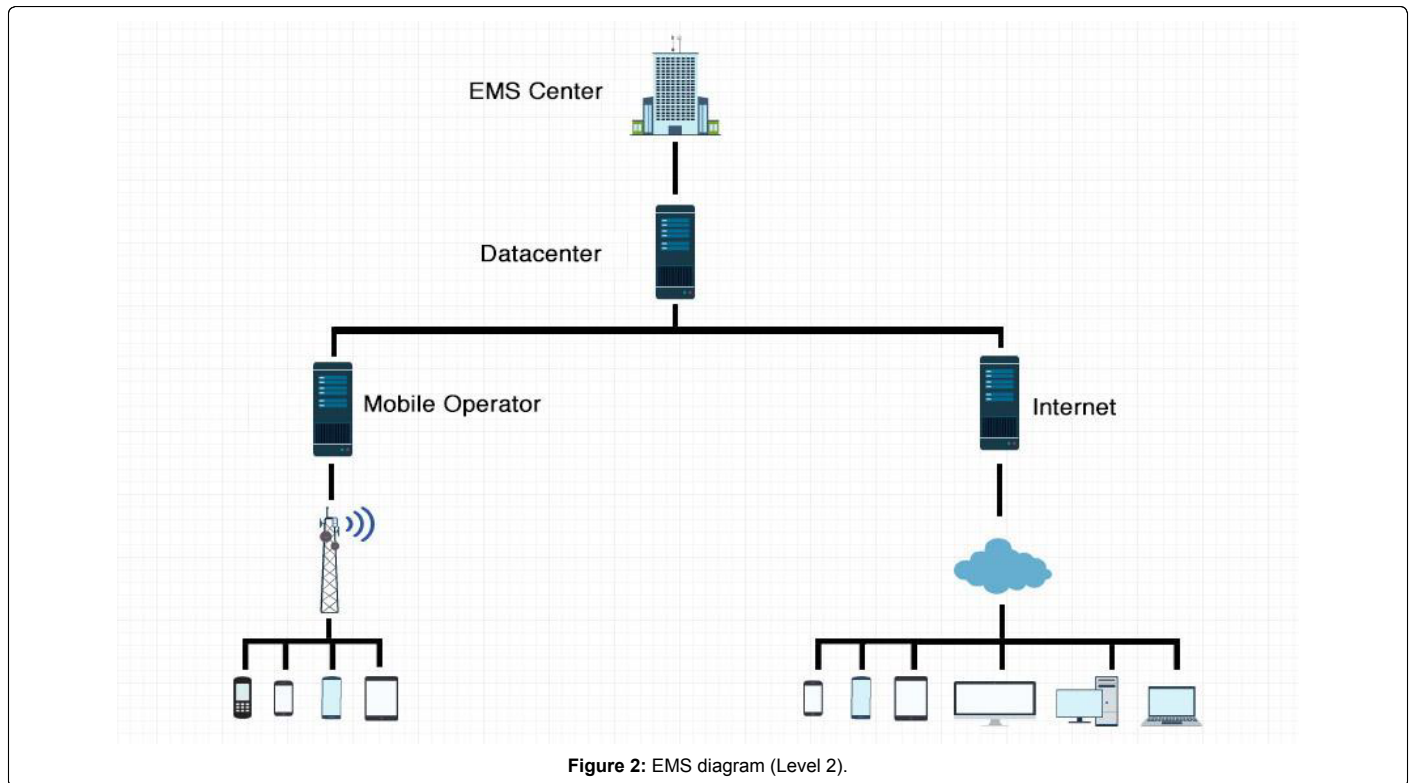 EMS Center
Datacenter
Mobile Operator
Internet
Figure 2: EMS diagram (Level 2).